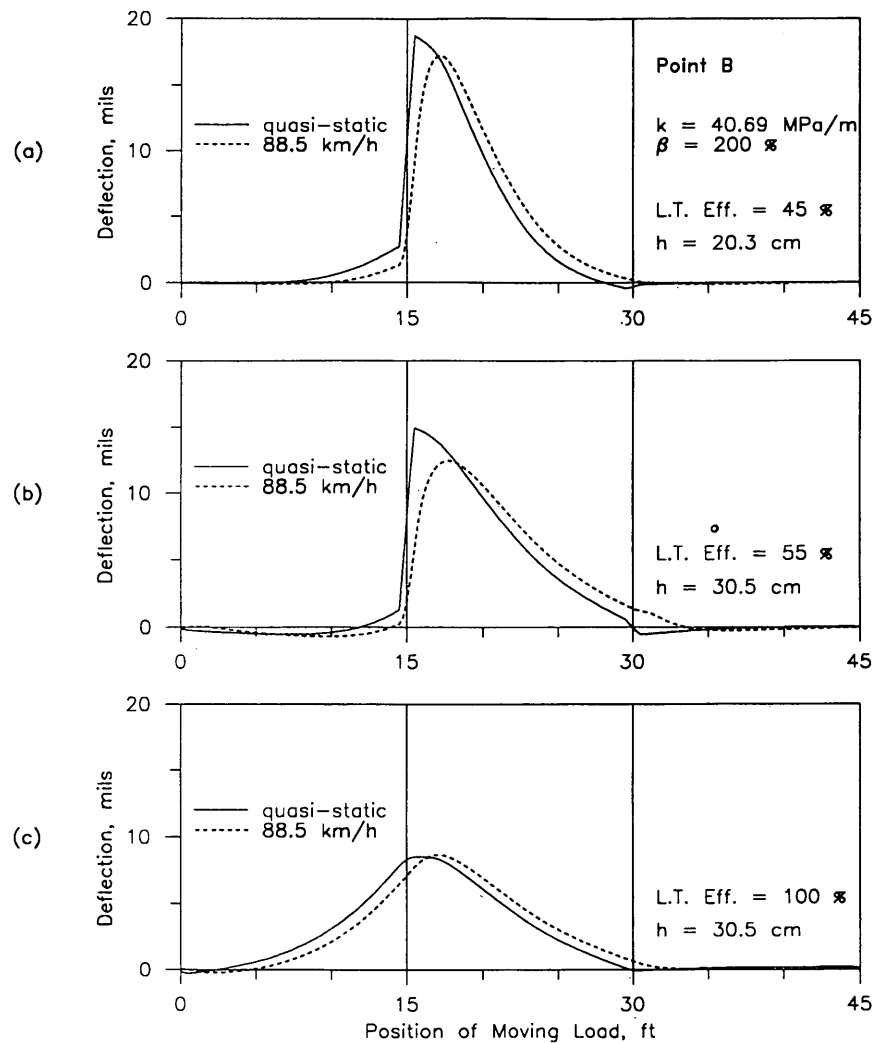 (a)
Deflection, mils
20
10
0
quasi-static
88.5 km/h
Point B
k = 40.69 MPa/m
β = 200 %
L.T. Eff. = 45 %
h = 20.3 cm
0 15 30 45
(b)
Deflection, mils
20
10
0
quasi-static
88.5 km/h
L.T. Eff. = 55 %
h = 30.5 cm
0 15 30 45
(c)
Deflection, mils
20
10
0
quasi-static
88.5 km/h
L.T. Eff. = 100 %
h = 30.5 cm
0 15 30 45
Position of Moving Load, ft